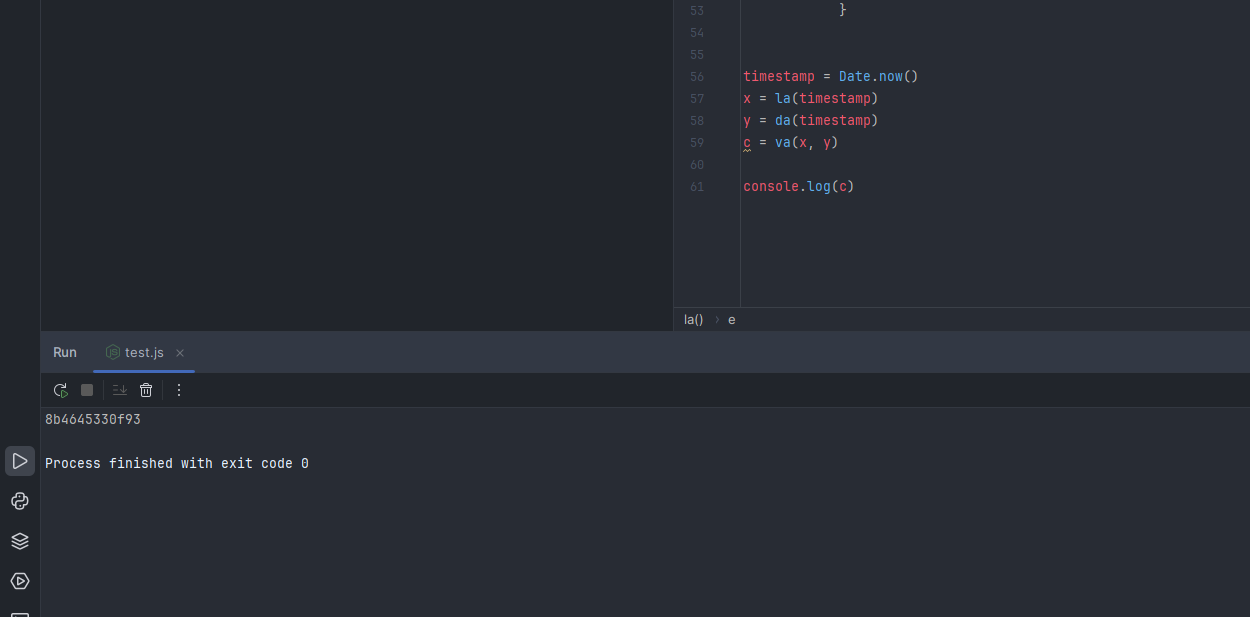 53 }
54
55
56 timestamp = Date.now()
57 x = la(timestamp)
58 y = da(timestamp)
59 c = va(x, y)
60
61 console.log(c)
la() › e
Run JS test.js ×
8b4645330f93
Process finished with exit code 0